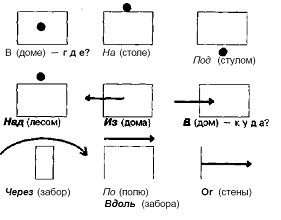 В (доме) – где? На (столе)
Под (стулом)
Над (лесом) Из (дома) В (дом) – куда?
Через (забор) По (полю) Ог (стены)
Вдоль (забора)